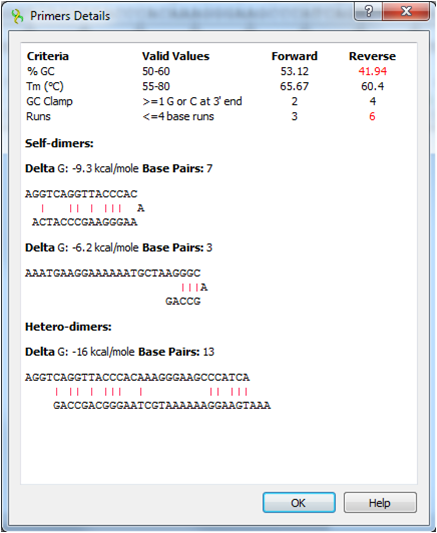 Primers Details
Criteria Valid Values Forward Reverse
% GC 50-60 53.12 41.94
Tm (°C) 55-80 65.67 60.4
GC Clamp >=1 G or C at 3' end 2 4
Runs <=4 base runs 3 6
Self-dimers:
Delta G: -9.3 kcal/mole Base Pairs: 7
AGGTCAGGTTACCCAC
A
ACTACCCGAAGGGAA
Delta G: -6.2 kcal/mole Base Pairs: 3
AAATGAAGGAAAAAATGCTAAGGGC
A
GACCG
Hetero-dimers:
Delta G: -16 kcal/mole Base Pairs: 13
AGGTCAGGTTACCCACAAAGGGAAGCCCATCA
GACCGACGGGAATCGTAAAAAAGGAAGTAAA
OK Help